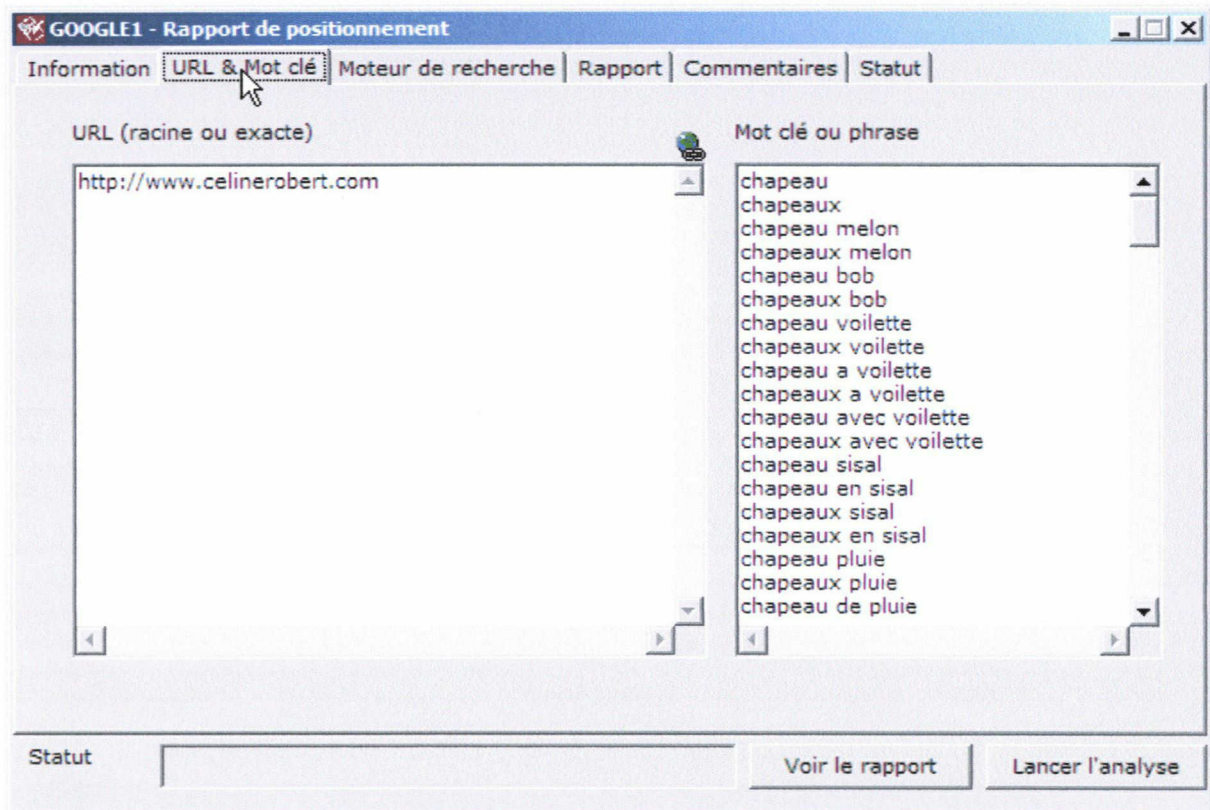 GOOGLE1 - Rapport de positionnement
Information URL & Mot clé Moteur de recherche Rapport Commentaires Statut
URL (racine ou exacte)
http://www.celinerobert.com
Mot clé ou phrase
chapeau
chapeaux
chapeau melon
chapeaux melon
chapeau bob
chapeaux bob
chapeau voilette
chapeaux voilette
chapeau a voilette
chapeaux a voilette
chapeau avec voilette
chapeaux avec voilette
chapeau sisal
chapeau en sisal
chapeaux sisal
chapeaux en sisal
chapeau pluie
chapeaux pluie
chapeau de pluie
Statut Voir le rapport Lancer l'analyse